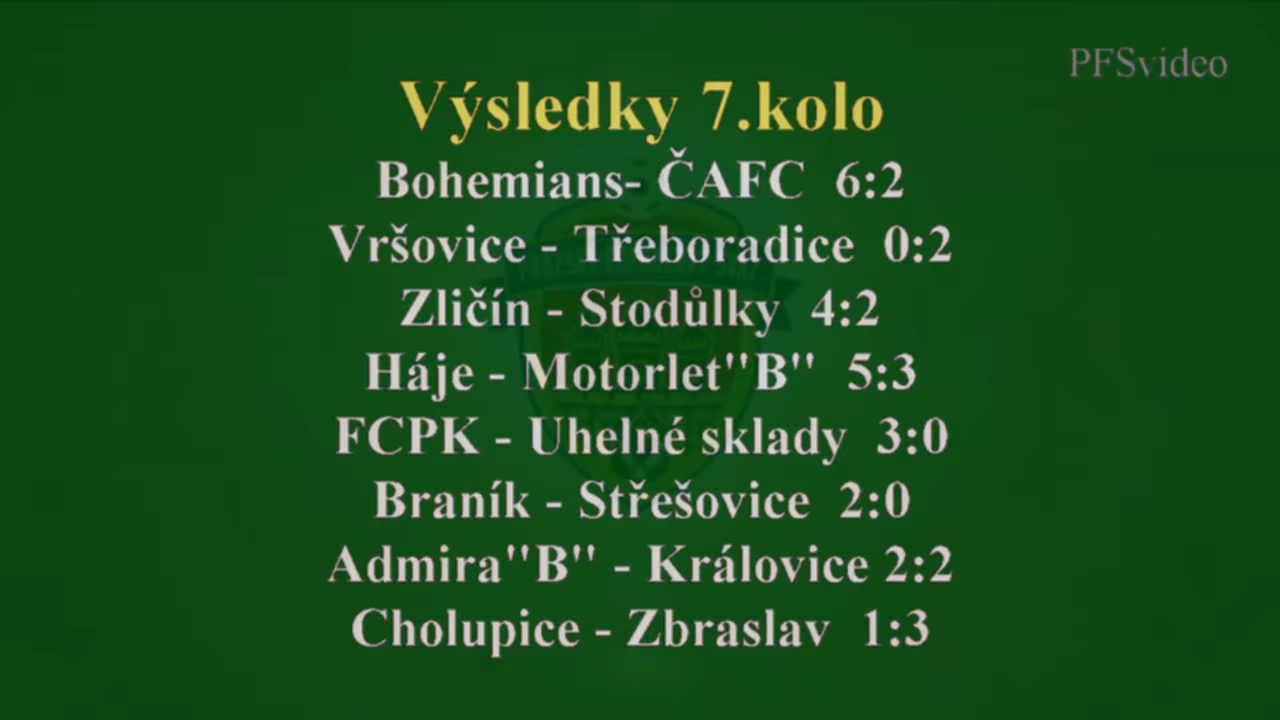 PFSvideo
Výsledky 7.kolo
Bohemians- ČAFC 6:2
Vršovice - Třeboradice 0:2
Zličín - Stodůlky 4:2
Háje - Motorlet"B" 5:3
FCPK - Uhelné sklady 3:0
Braník - Střešovice 2:0
Admira"B" - Královice 2:2
Cholupice - Zbraslav 1:3